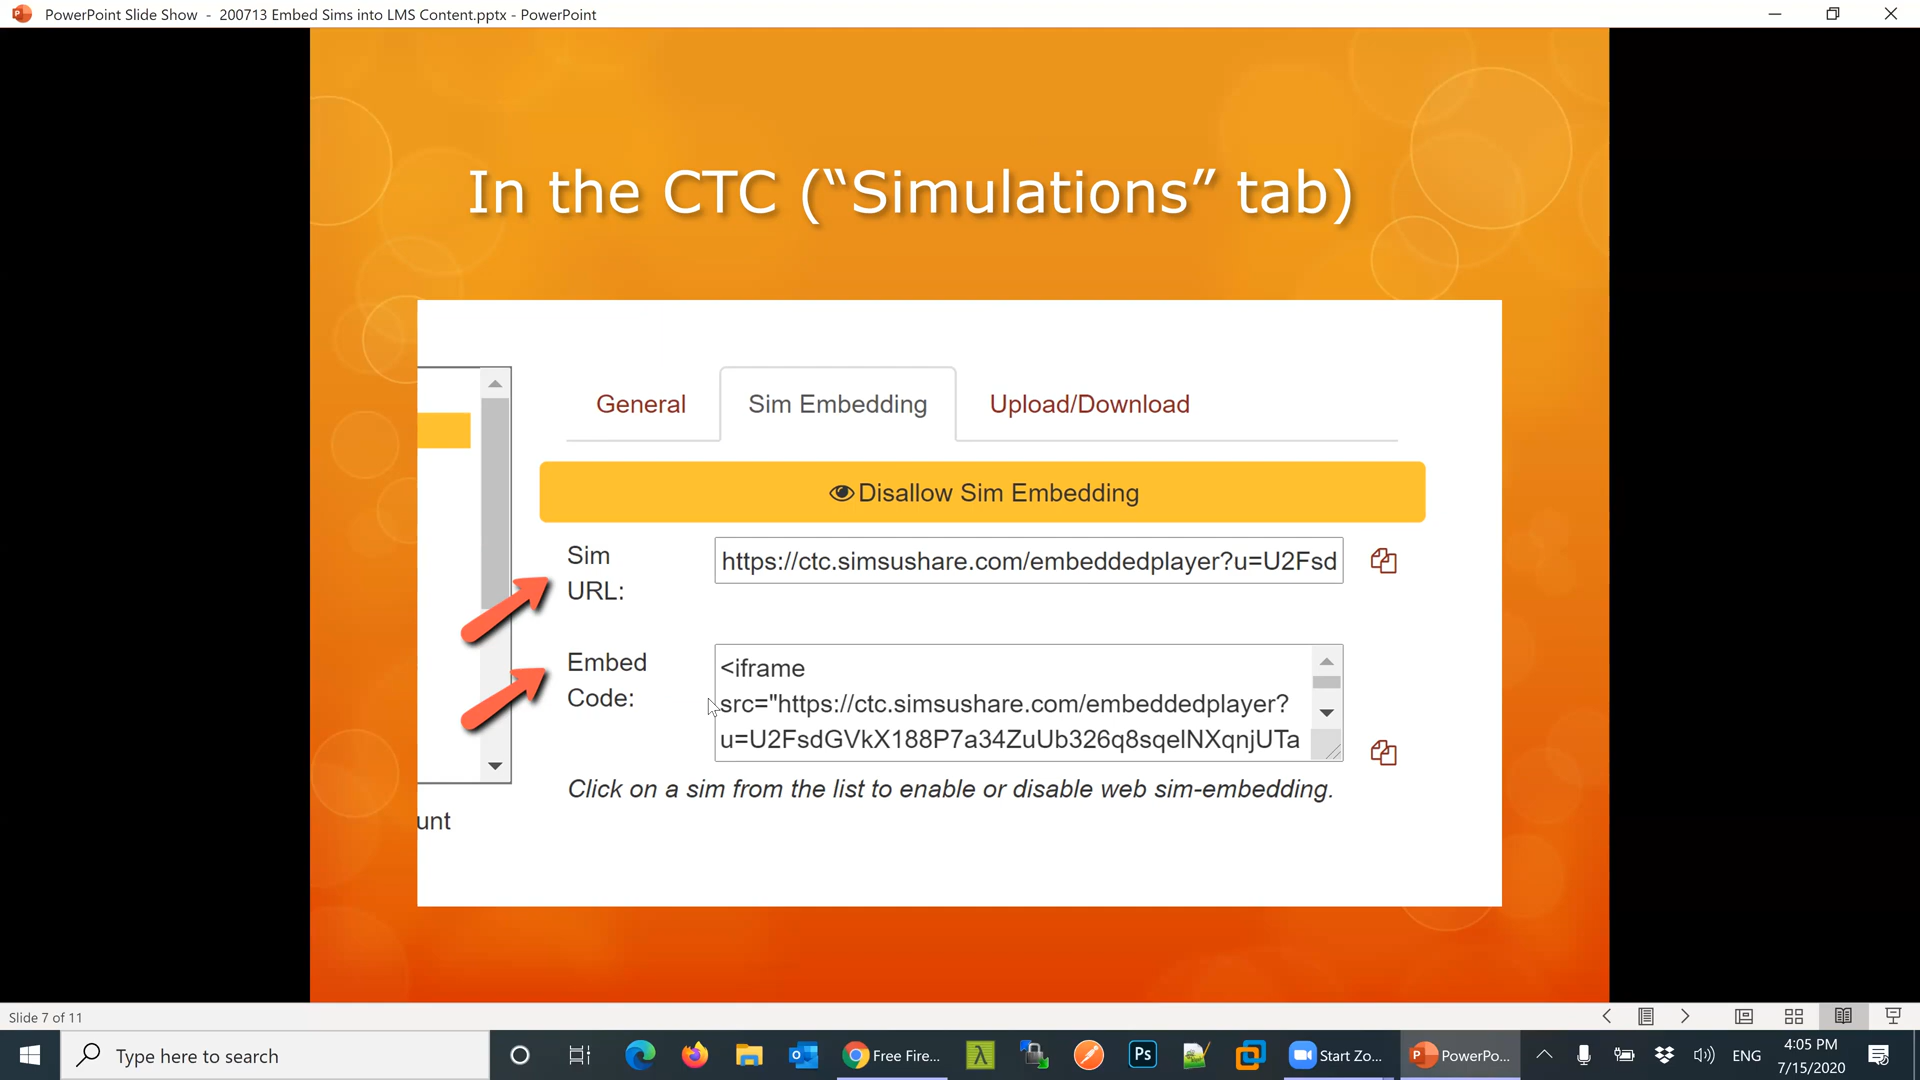 PowerPoint Slide Show - 200713 Embed Sims into LMS Content.pptx - PowerPoint
In the CTC (“Simulations” tab)
General
Sim Embedding
Upload/Download
Disallow Sim Embedding
Sim
URL:
https://ctc.simsushare.com/embeddedplayer?u=U2Fsd
Embed
Code:
<iframe
src="https://ctc.simsushare.com/embeddedplayer?
u=U2FsdGVkX188P7a34ZuUb326q8sqelNXqnjUTa
Click on a sim from the list to enable or disable web sim-embedding.
unt
Slide 7 of 11
Type here to search
Free Fire...
Ps
Start Zo...
PowerPo...
ENG
4:05 PM
7/15/2020